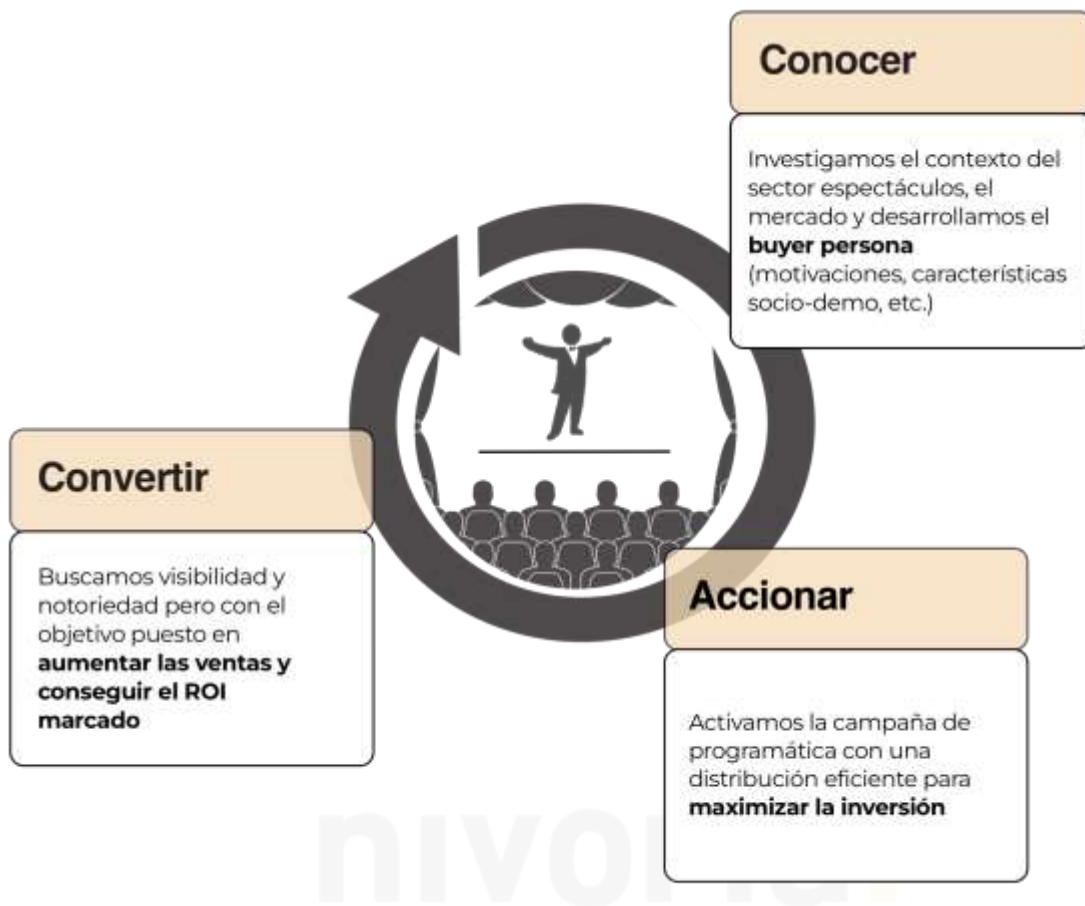 Conocer
Investigamos el contexto del
sector espectáculos, el
mercado y desarrollamos el
buyer persona
(motivaciones, características
socio-demo, etc.)
Convertir
Buscamos visibilidad y
notoriedad pero con el
objetivo puesto en
aumentar las ventas y
conseguir el ROI
marcado
Accionar
Activamos la campaña de
programática con una
distribución eficiente para
maximizar la inversión